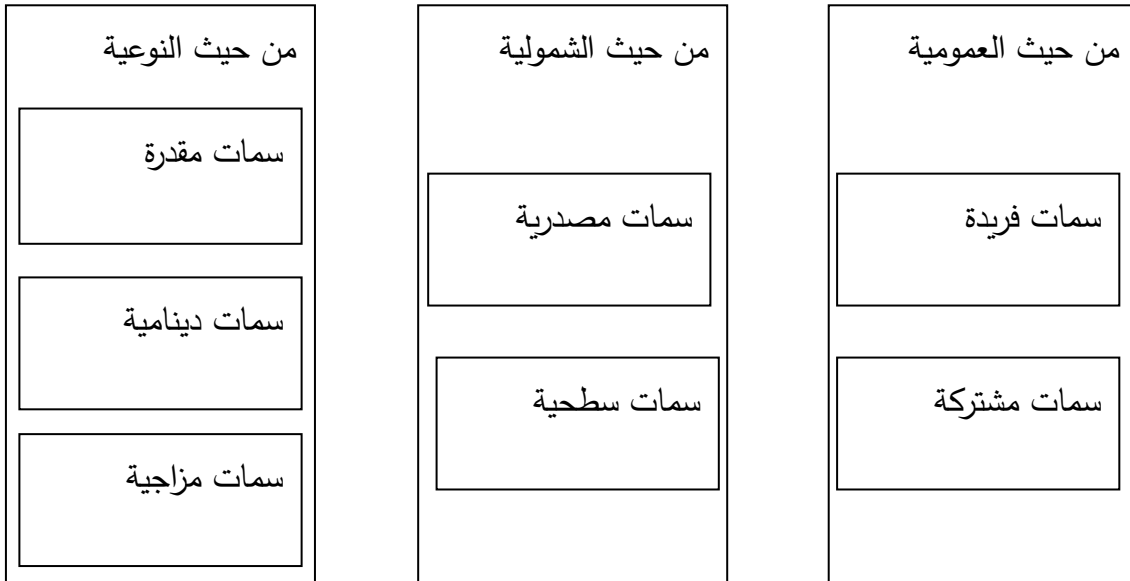 من حيث العمومية
سمات فريدة
سمات مشتركة
من حيث الشمولية
سمات مصدرية
سمات سطحية
من حيث النوعية
سمات مقدرة
سمات دينامية
سمات مزاجية